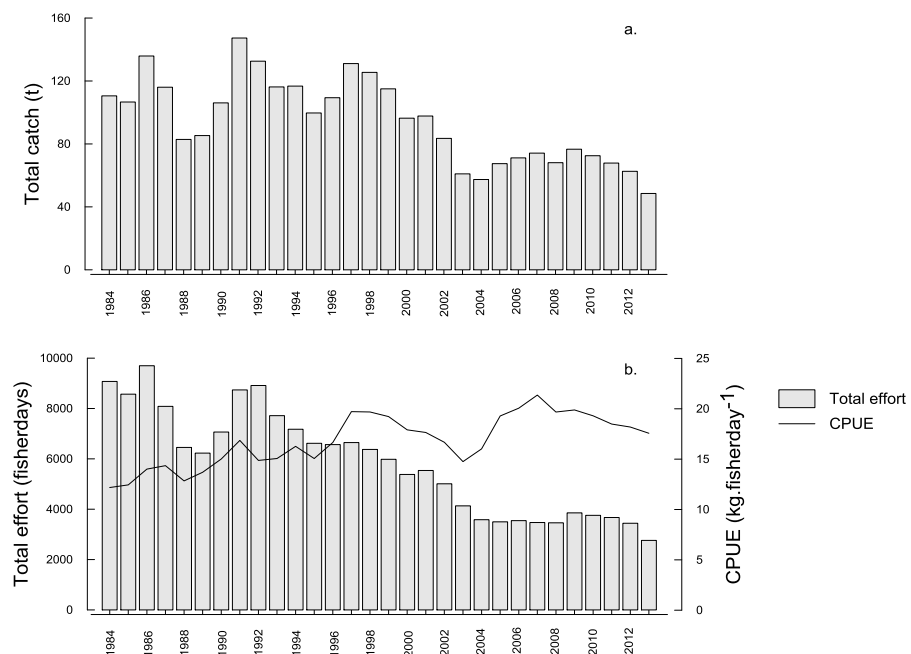 a.
Total catch (t)
160
120
80
40
0
1984 1986 1988 1990 1992 1994 1996 1998 2000 2002 2004 2006 2008 2010 2012
b.
Total effort (fisherdays)
10000
8000
6000
4000
2000
0
25
20
15
10
5
0
CPUE (kg.fisherday-1)
1984 1986 1988 1990 1992 1994 1996 1998 2000 2002 2004 2006 2008 2010 2012
Total effort
CPUE